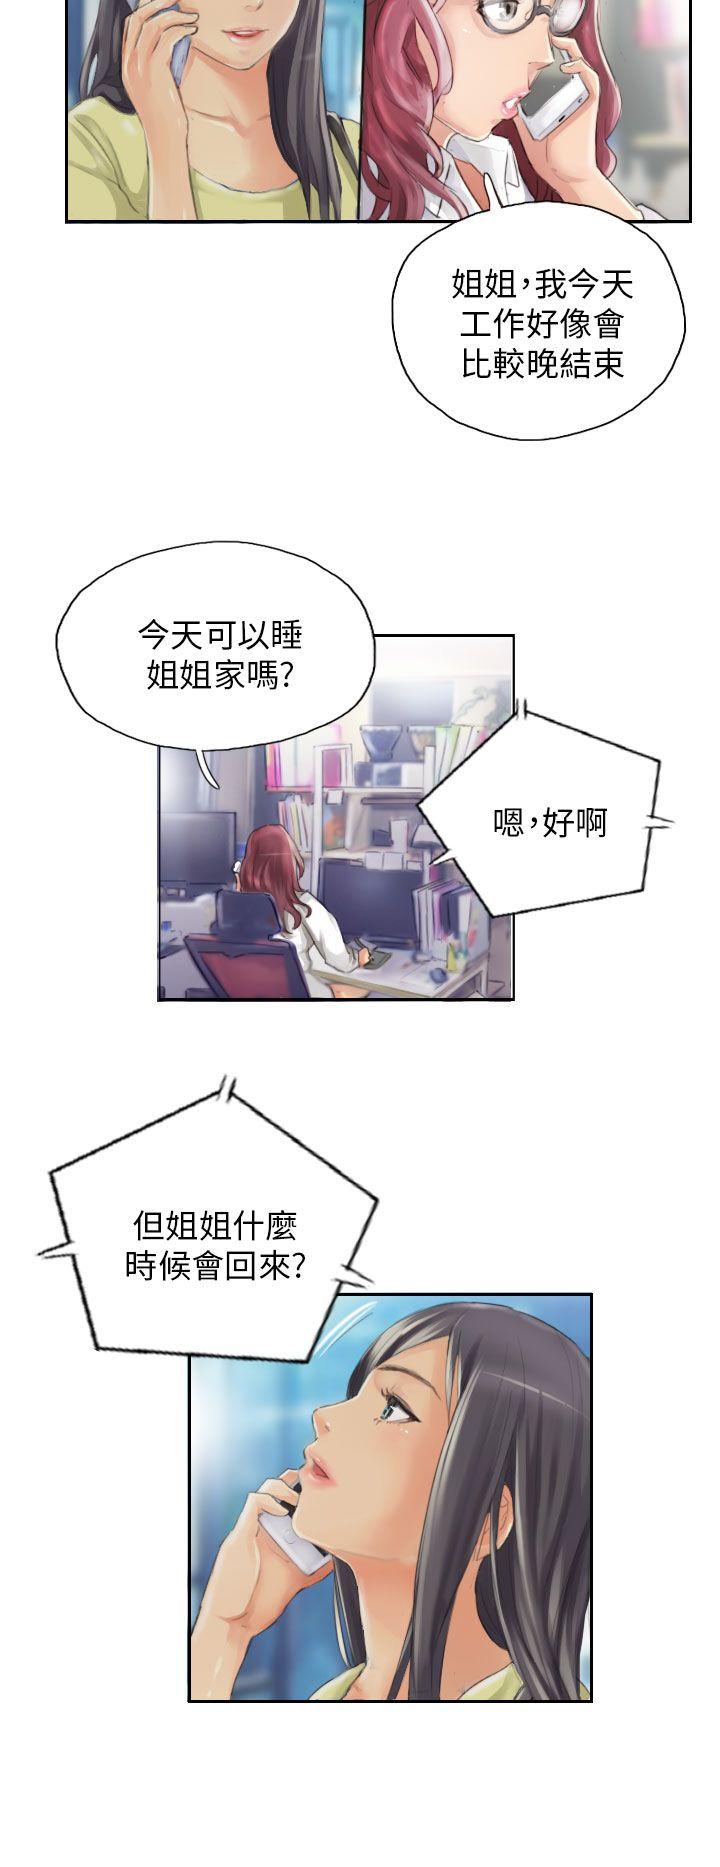 姐姐，我今天
工作好像會
比較晚結束
今天可以睡
姐姐家嗎?
嗯，好啊
但姐姐什麼
時候會回來?